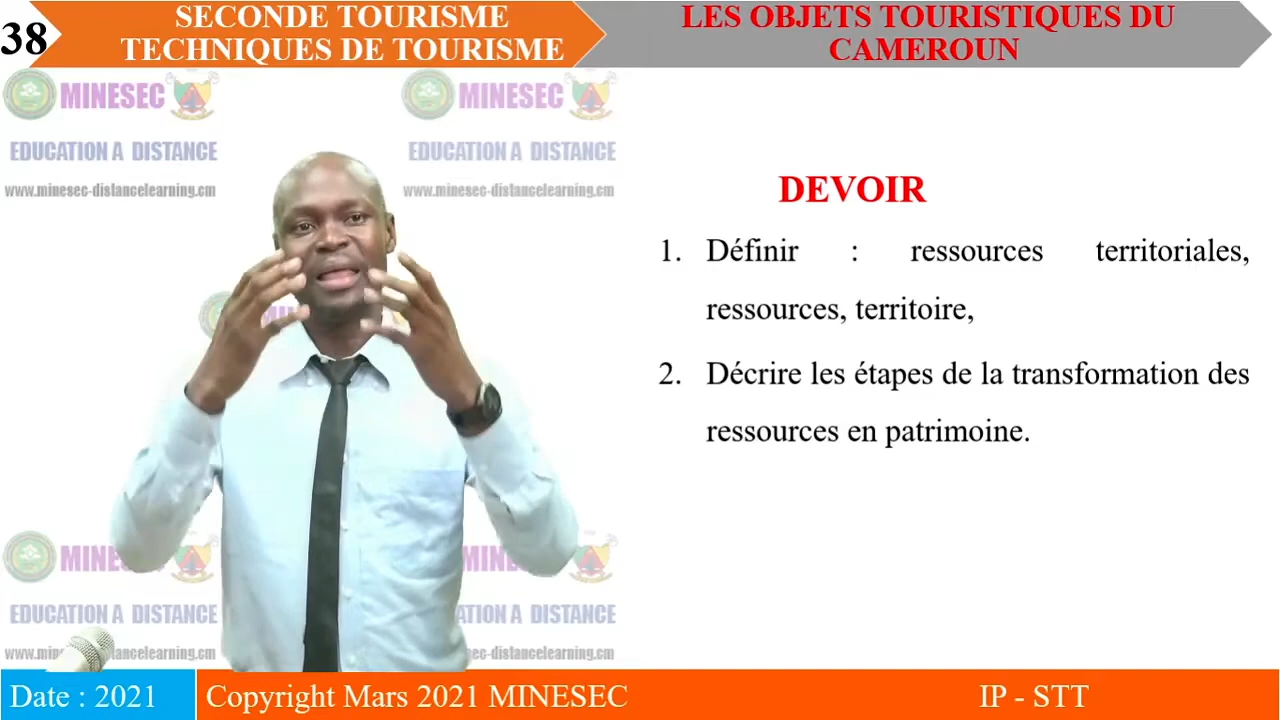 38
SECONDE TOURISME
TECHNIQUES DE TOURISME
LES OBJETS TOURISTIQUES DU
CAMEROUN
MINESEC
MINESEC
EDUCATION A DISTANCE
EDUCATION A DISTANCE
www.minesec-distancelearning.cm
www.minesec-distancelearning.cm
DEVOIR
1. Définir : ressources territoriales,
ressources, territoire,
2. Décrire les étapes de la transformation des
ressources en patrimoine.
EDUCATION A DISTANCE
Date : 2021
Copyright Mars 2021 MINESEC
IP - STT